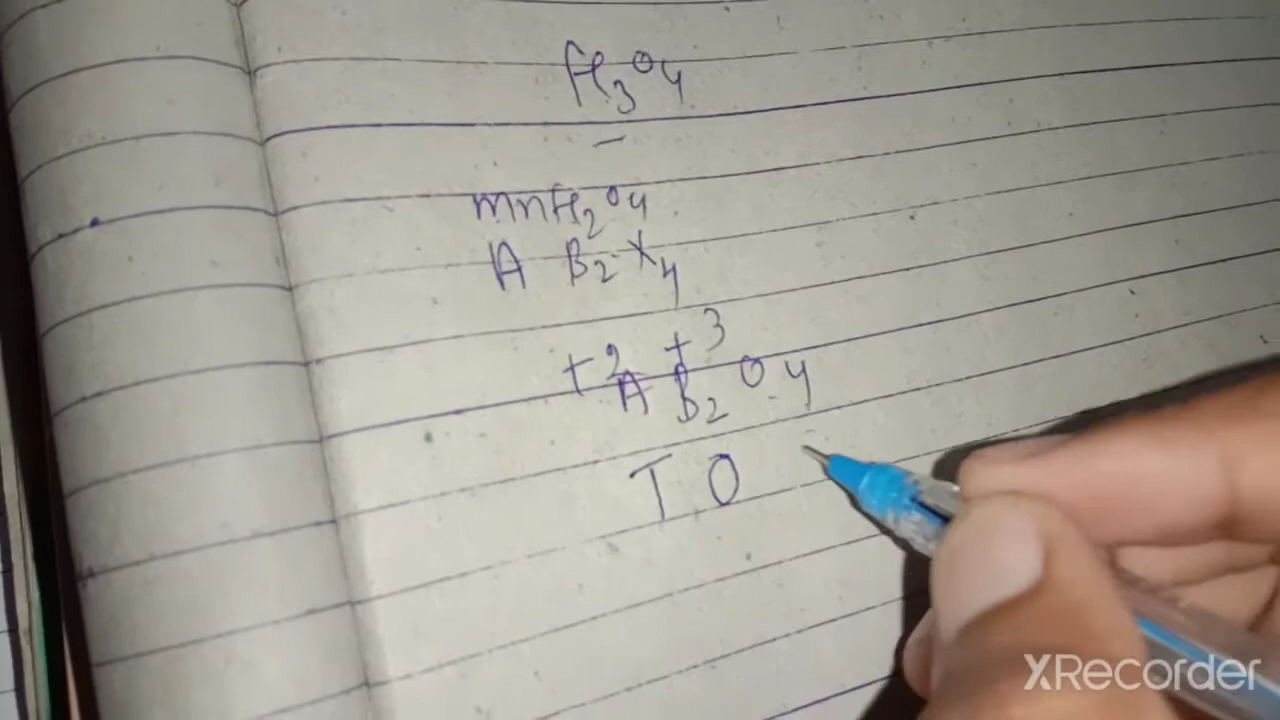 Fe3O4
MnFe2O4
A B2 X4
+2 +3
A B2 O4
T O
XRecorder